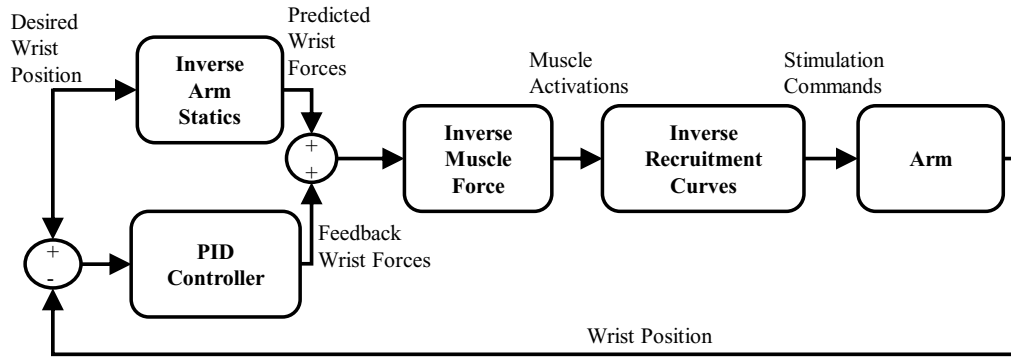 Desired
Wrist
Position
Inverse
Arm
Statics
Predicted
Wrist
Forces
+
+
Muscle
Activations
Stimulation
Commands
Inverse
Muscle
Force
Inverse
Recruitment
Curves
Arm
+
-
PID
Controller
Feedback
Wrist Forces
Wrist Position